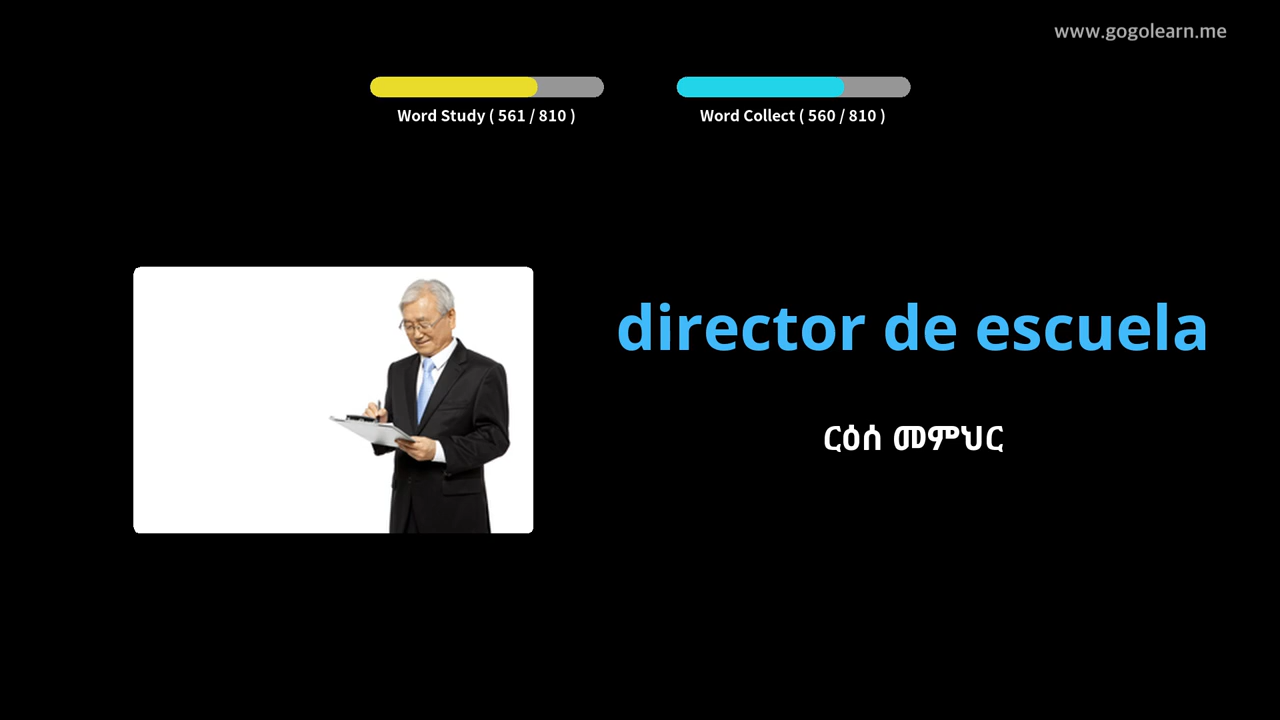 www.gogolearn.me
Word Study ( 561 / 810 )
Word Collect ( 560 / 810 )
director de escuela
ርዕሰ መምህር